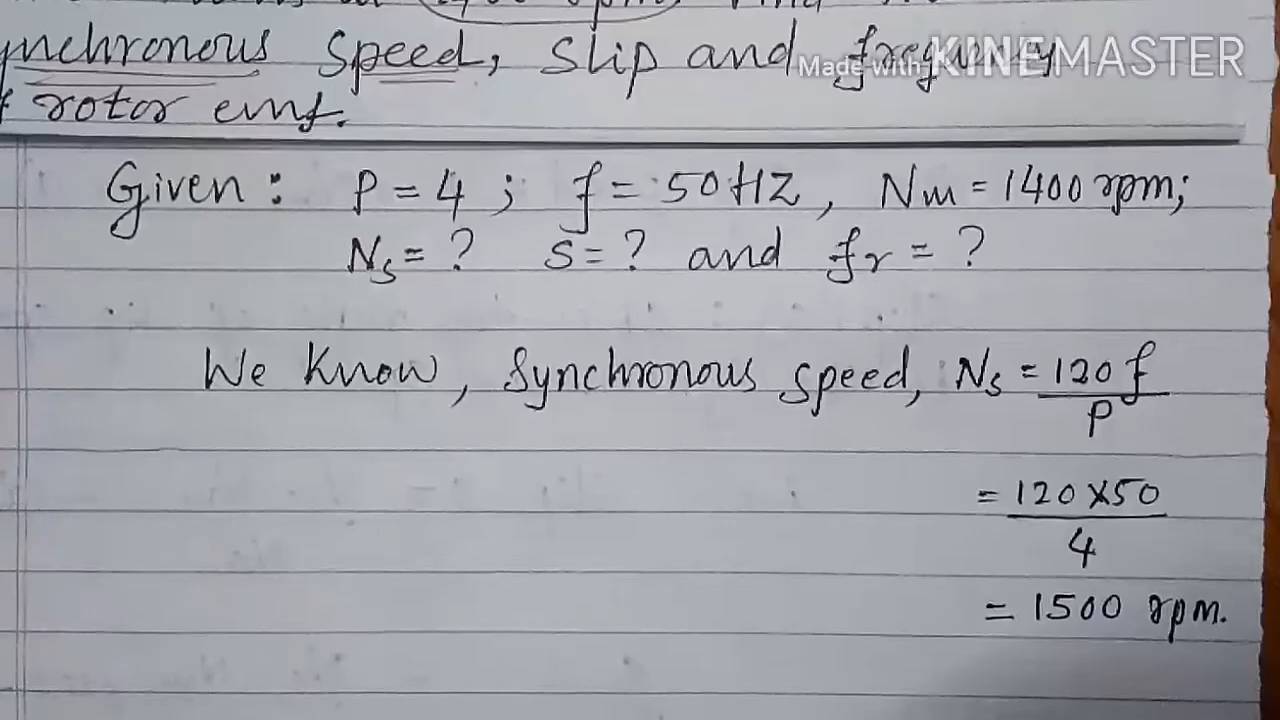 synchronous speed, slip and frequency
Made with KINEMASTER
rotor emf.
Given: P = 4 ; f = 50 HZ, Nm = 1400 rpm;
Ns = ? S = ? and fr = ?
We Know, Synchronous speed, Ns = 120 f
P
= 120 X 50
4
= 1500 rpm.